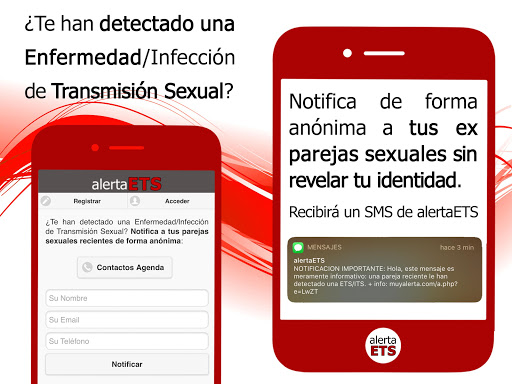 ¿Te han detectado una
Enfermedad/Infección
de Transmisión Sexual?
alertaETS
Registrar
Acceder
¿Te han detectado una Enfermedad/Infección
de Transmisión Sexual? Notifica a tus parejas
sexuales recientes de forma anónima:
Contactos Agenda
Su Nombre
Su Email
Su Teléfono
Notificar
Notifica de forma
anónima a tus ex
parejas sexuales sin
revelar tu identidad.
Recibirá un SMS de alertaETS
MENSAJES
hace 3 min
alertaETS
NOTIFICACION IMPORTANTE: Hola, este mensaje es
meramente informativo: una pareja reciente le han
detectado una ETS/ITS. + info: muyalerta.com/a.php?
e=LwZT
alerta
ETS